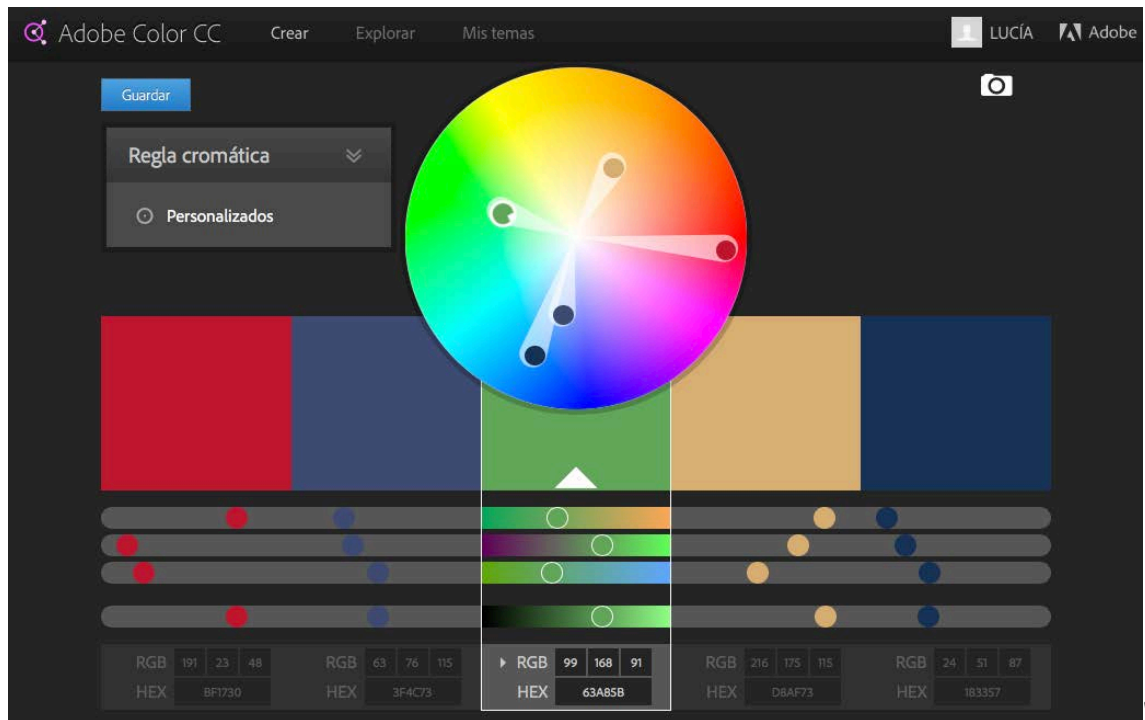 Adobe Color CC Crear Explorar Mis temas LUCÍA Adobe
Guardar
Regla cromática
Personalizados
RGB 191 23 48 RGB 63 76 115 RGB 99 168 91 RGB 216 175 115 RGB 24 51 87
HEX BF1730 HEX 3F4C73 HEX 63A85B HEX D8AF73 HEX 183357